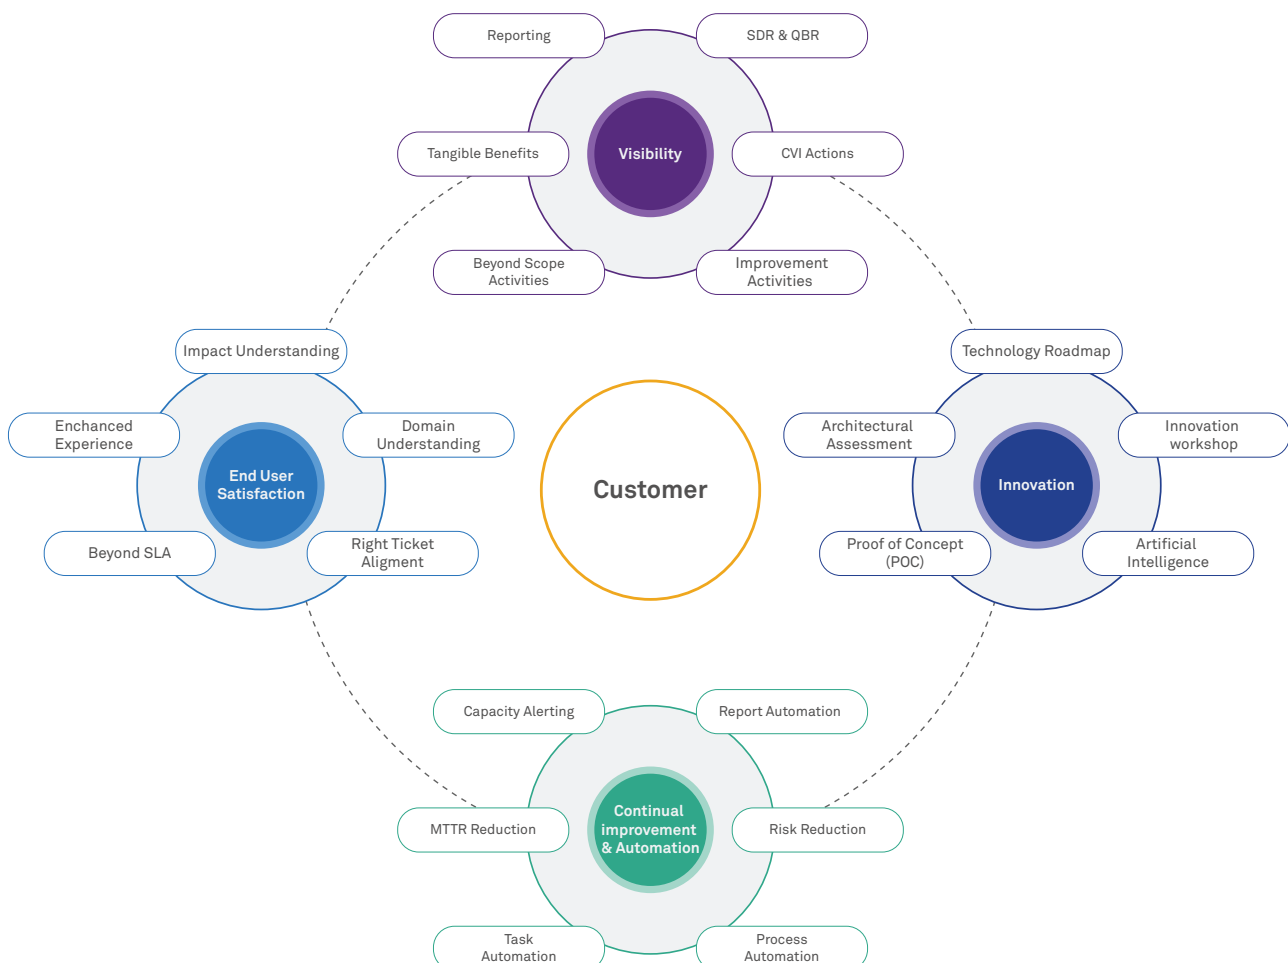 Reporting
SDR & QBR
Tangible Benefits
Visibility
CVI Actions
Beyond Scope
Activities
Improvement
Activities
Impact Understanding
Enchanced
Experience
Domain
Understanding
End User
Satisfaction
Beyond SLA
Right Ticket
Aligment
Customer
Technology Roadmap
Architectural
Assessment
Innovation
workshop
Innovation
Proof of Concept
(POC)
Artificial
Intelligence
Capacity Alerting
Report Automation
MTTR Reduction
Continual
improvement
& Automation
Risk Reduction
Task
Automation
Process
Automation